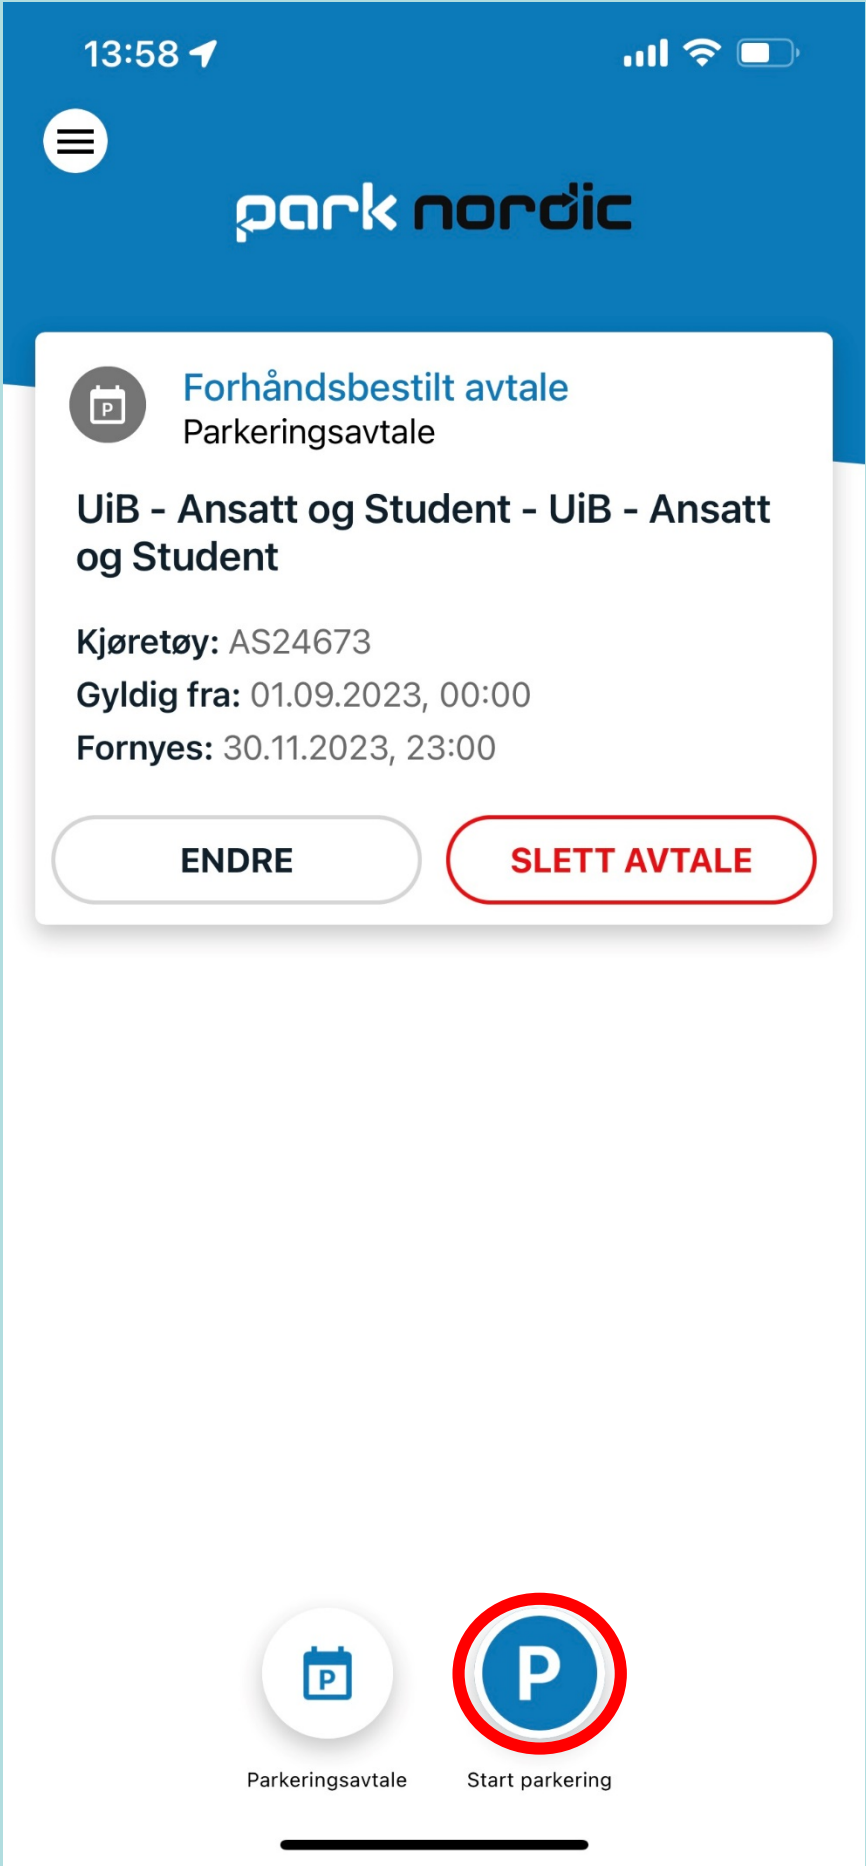 13:58
park nordic
Forhåndsbestilt avtale
Parkeringsavtale
UiB - Ansatt og Student - UiB - Ansatt
og Student
Kjøretøy: AS24673
Gyldig fra: 01.09.2023, 00:00
Fornyes: 30.11.2023, 23:00
ENDRE SLETT AVTALE
P P
Parkeringsavtale Start parkering